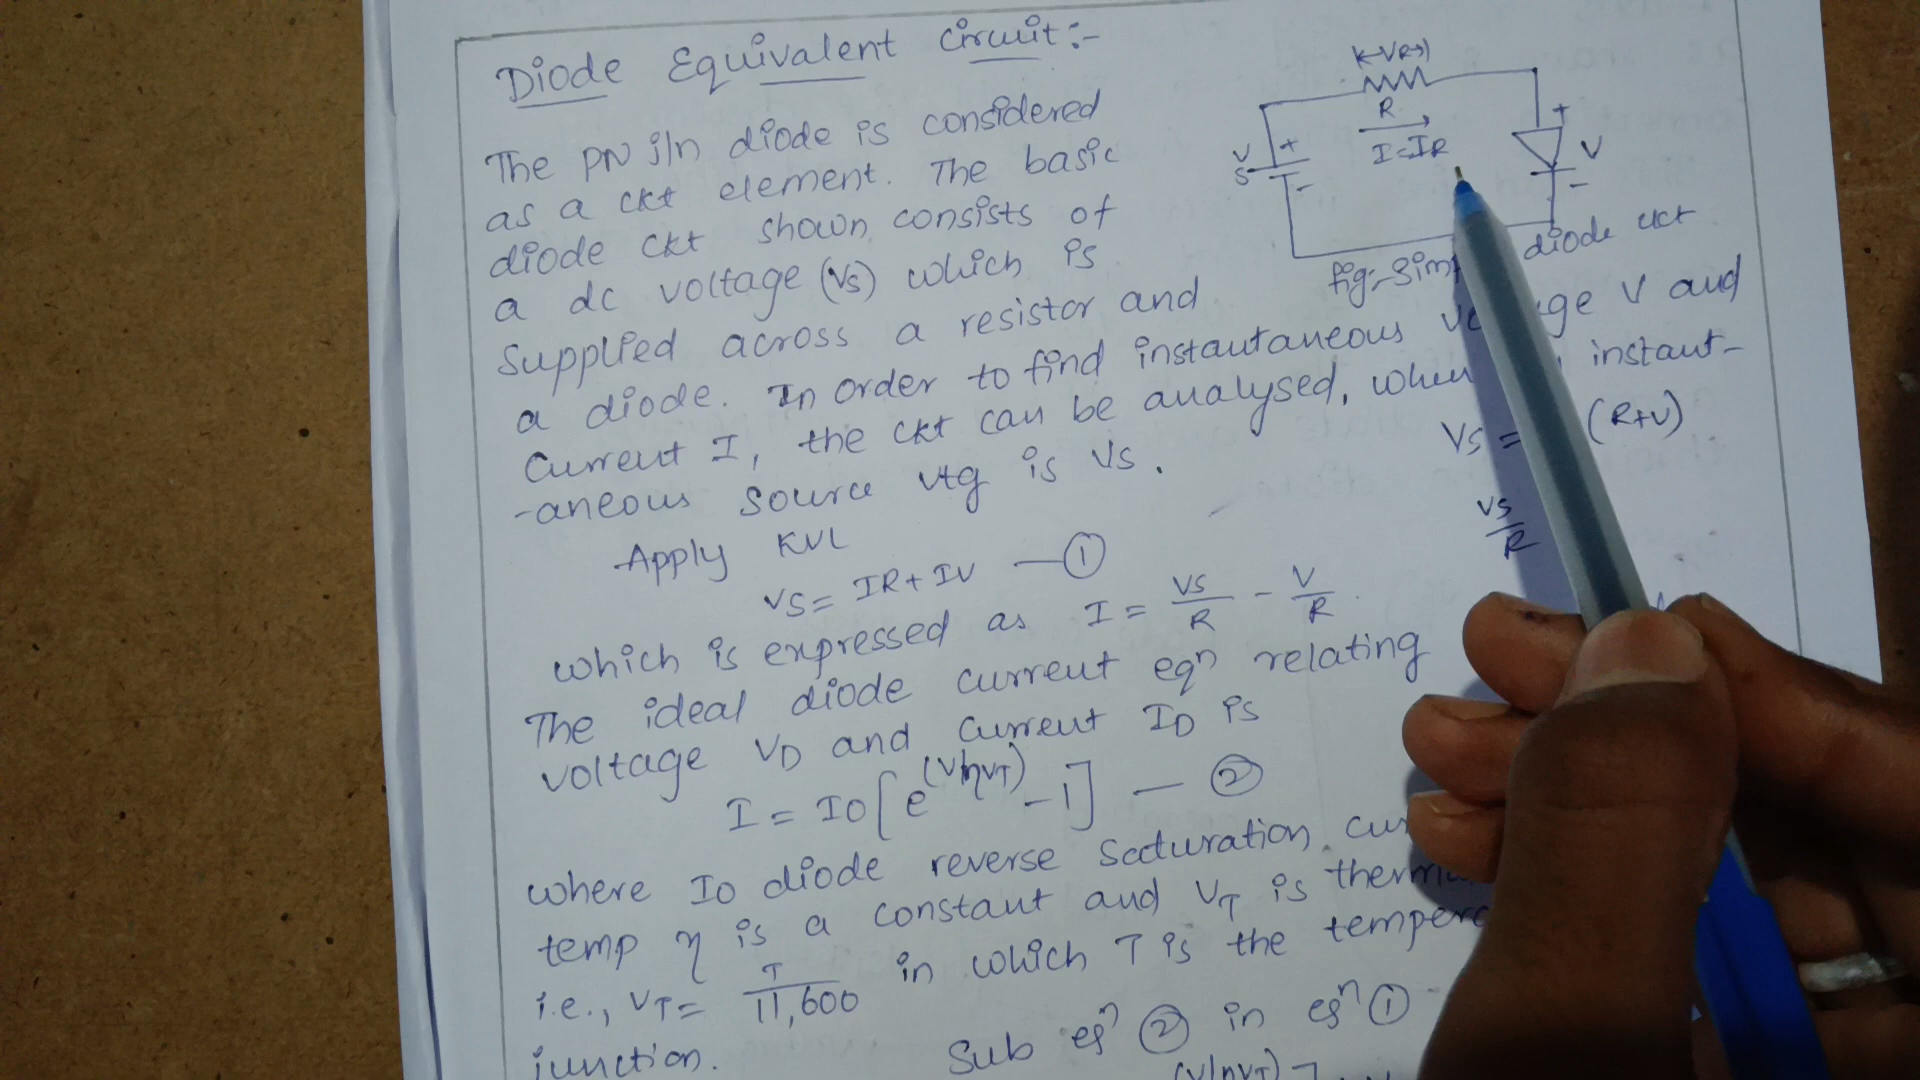 Diode Equivalent Circuit:-
The PN j/n diode is considered
as a ckt element. The basic
diode ckt shown consists of
a dc voltage (Vs) which is
supplied across a resistor and
a diode. In order to find instantaneous V and
current I, the ckt can be analysed, when instant-
-aneous source vtg is Vs.
K-VR→|
R
I=IR
VS
+
-
+
V
-
fig:- diode ckt
Vs = (R+V)
Vs/R
Apply KVL
Vs = IR + IV — ①
which is expressed as I = Vs/R - V/R
The ideal diode current eqn relating
voltage VD and current ID is
I = I0 [e^(V/ηVT) -1] — ②
where I0 diode reverse saturation
temp η is a constant and VT is
i.e., VT = T/11,600 in which T is the
junction.
Sub eqn ② in eqn ①
(V/ηVT)